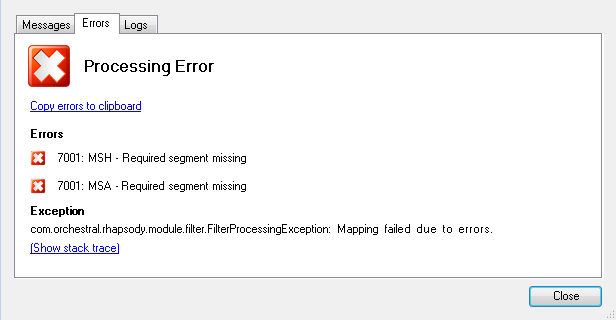 Messages Errors Logs
Processing Error
Copy errors to clipboard
Errors
7001: MSH - Required segment missing
7001: MSA - Required segment missing
Exception
com.orchestral.rhapsody.module.filter.FilterProcessingException: Mapping failed due to errors.
(Show stack trace)
Close